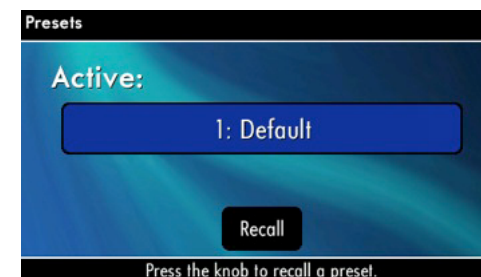 Presets
Active:
1: Default
Recall
Press the knob to recall a preset.